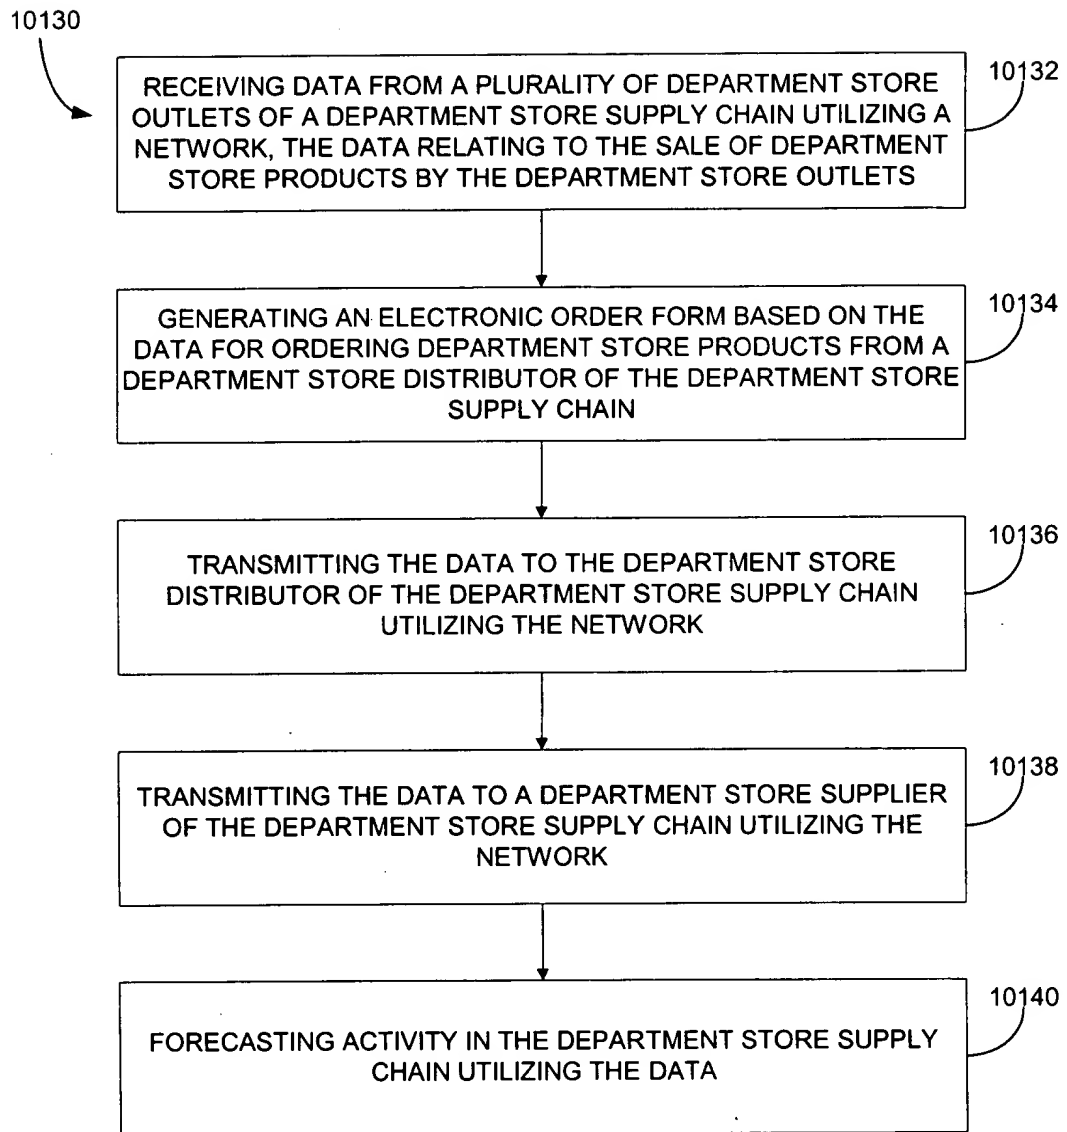 10130
10132
RECEIVING DATA FROM A PLURALITY OF DEPARTMENT STORE
OUTLETS OF A DEPARTMENT STORE SUPPLY CHAIN UTILIZING A
NETWORK, THE DATA RELATING TO THE SALE OF DEPARTMENT
STORE PRODUCTS BY THE DEPARTMENT STORE OUTLETS
10134
GENERATING AN ELECTRONIC ORDER FORM BASED ON THE
DATA FOR ORDERING DEPARTMENT STORE PRODUCTS FROM A
DEPARTMENT STORE DISTRIBUTOR OF THE DEPARTMENT STORE
SUPPLY CHAIN
10136
TRANSMITTING THE DATA TO THE DEPARTMENT STORE
DISTRIBUTOR OF THE DEPARTMENT STORE SUPPLY CHAIN
UTILIZING THE NETWORK
10138
TRANSMITTING THE DATA TO A DEPARTMENT STORE SUPPLIER
OF THE DEPARTMENT STORE SUPPLY CHAIN UTILIZING THE
NETWORK
10140
FORECASTING ACTIVITY IN THE DEPARTMENT STORE SUPPLY
CHAIN UTILIZING THE DATA